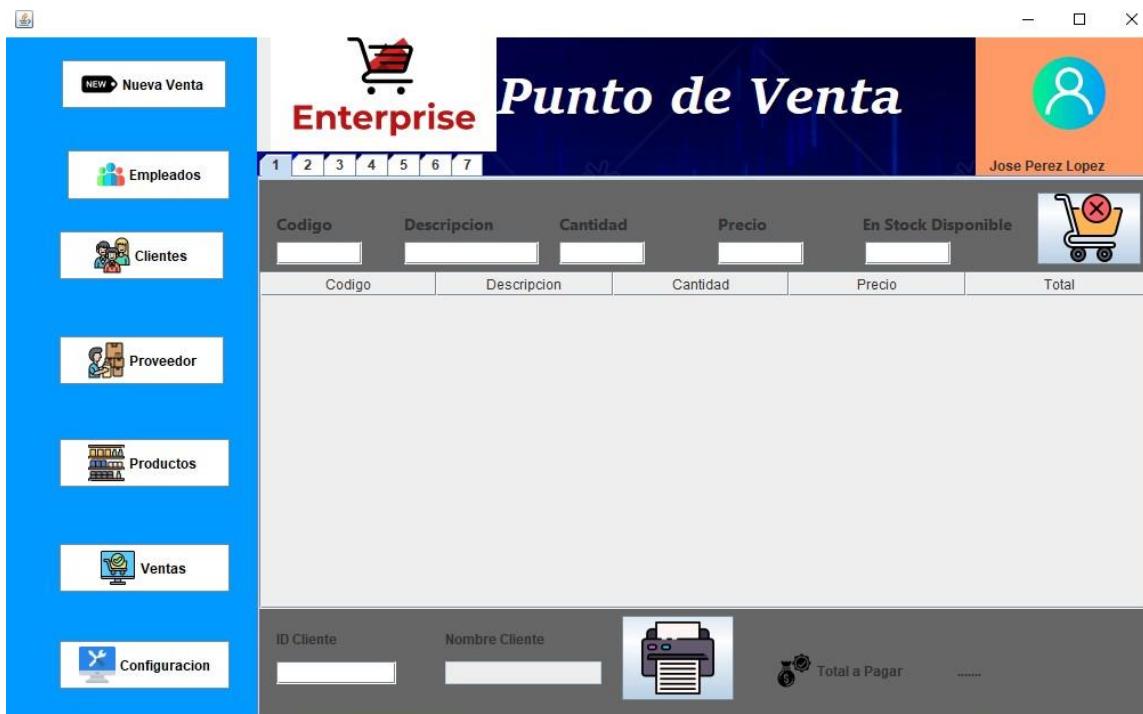 NEW Nueva Venta
Empleados
Clientes
Proveedor
Productos
Ventas
Configuracion
Enterprise
Punto de Venta
Jose Perez Lopez
1 2 3 4 5 6 7
Codigo Descripcion Cantidad Precio En Stock Disponible
Codigo Descripcion Cantidad Precio Total
ID Cliente Nombre Cliente
$ Total a Pagar .......